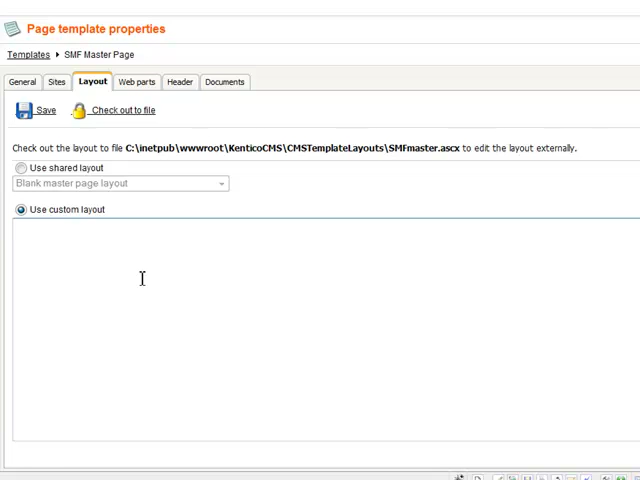 Page template properties
Templates SMF Master Page
General Sites Layout Web parts Header Documents
Save Check out to file
Check out the layout to file C:\inetpub\wwwroot\KenticoCMS\CMSTemplateLayouts\SMFmaster.ascx to edit the layout externally.
Use shared layout
Blank master page layout
Use custom layout